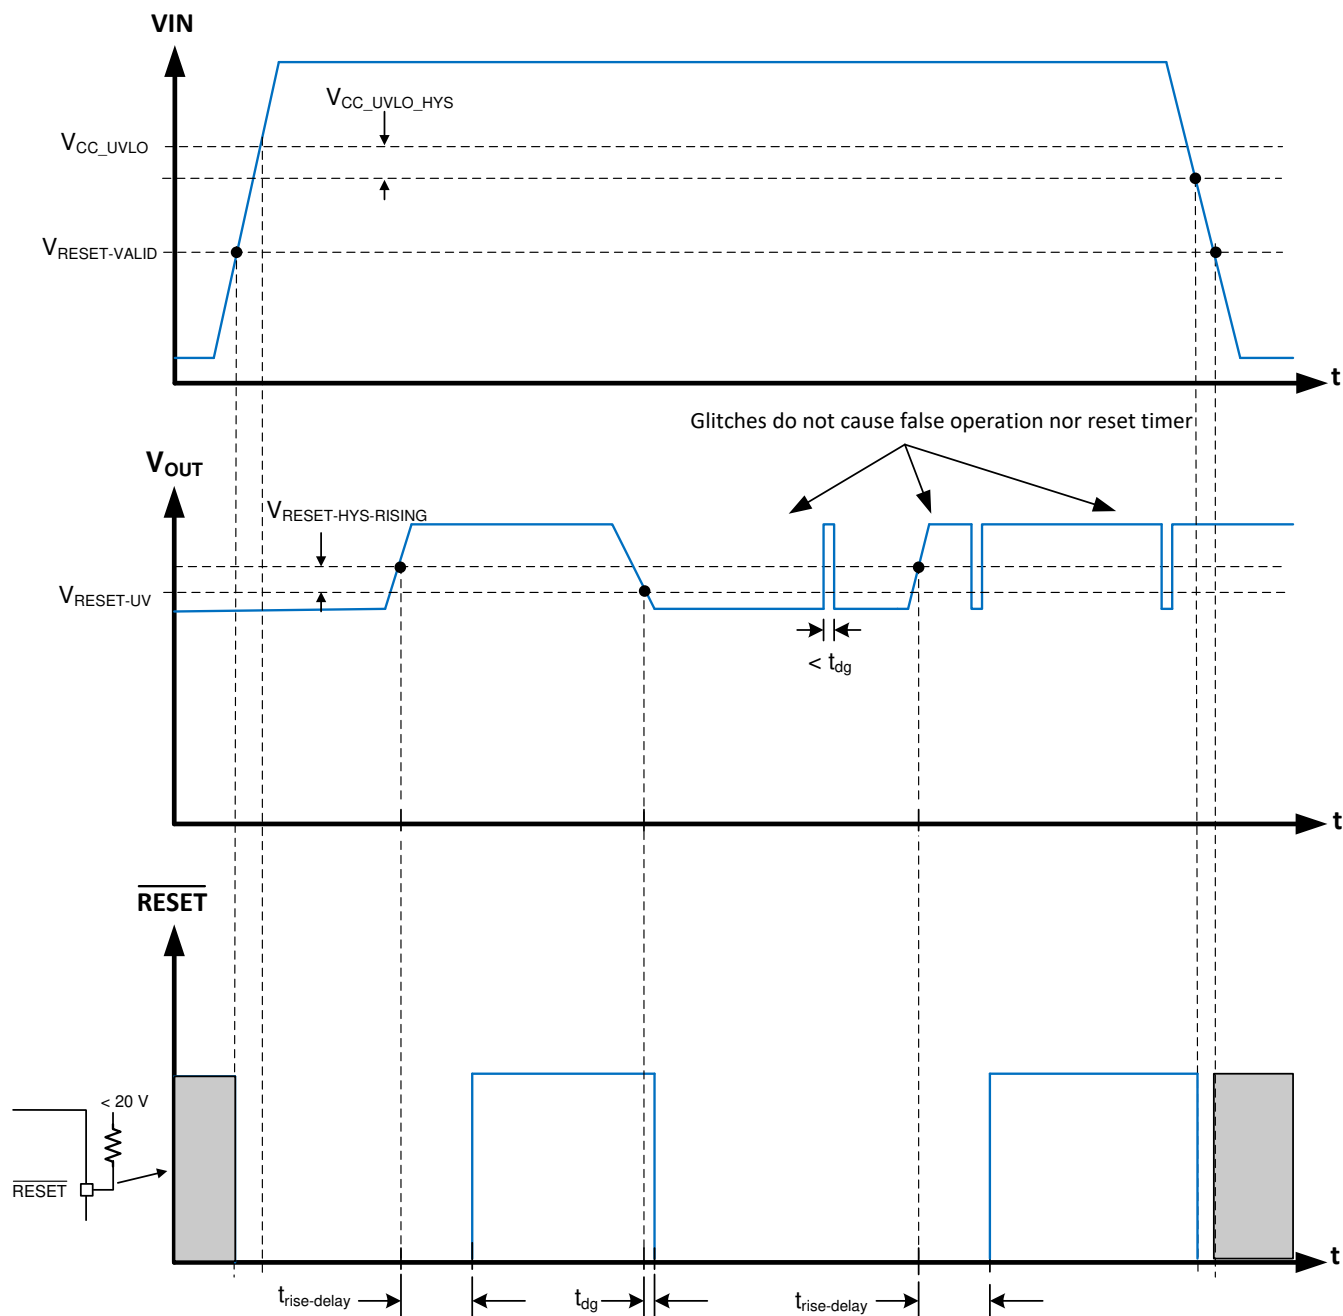 VIN
VCC_UVLO_HYS
VCC_UVLO
VRESET-VALID
t
Glitches do not cause false operation nor reset timer
VOUT
VRESET-HYS-RISING
VRESET-UV
< tdg
t
RESET
< 20 V
RESET
t
trise-delay
tdg
trise-delay